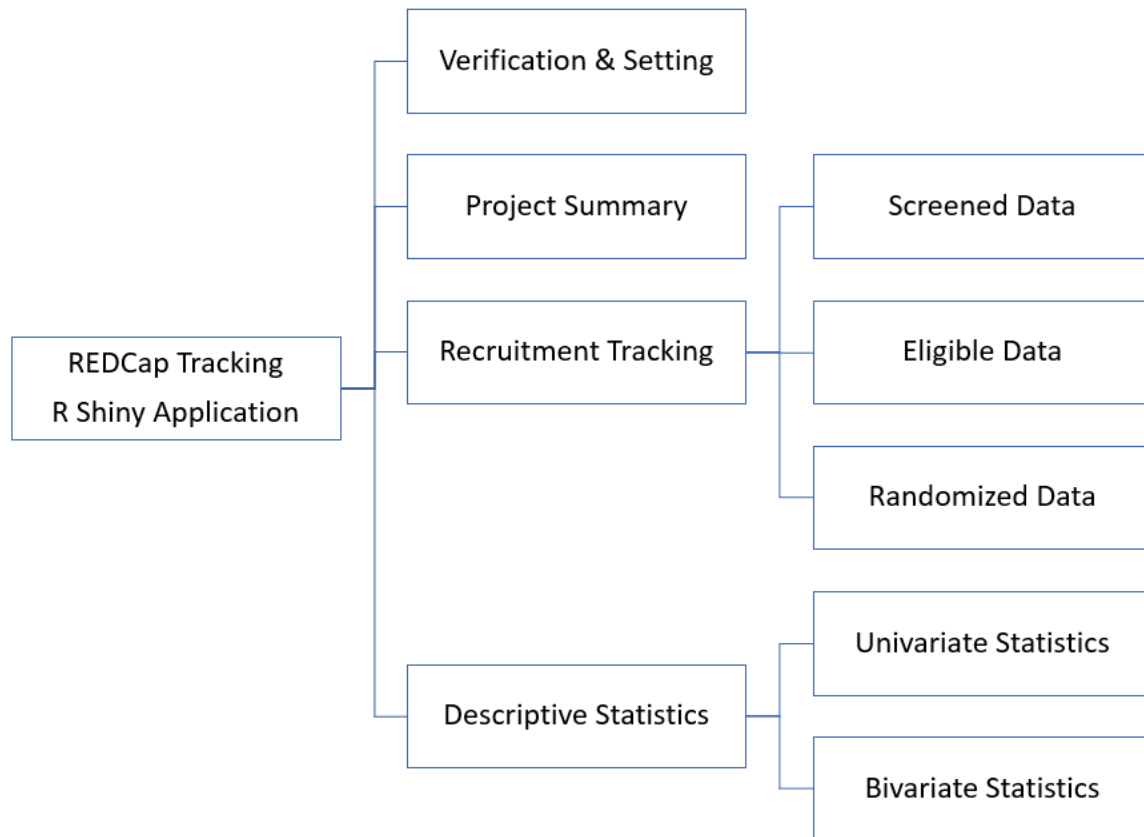 Verification & Setting
Project Summary
Screened Data
Recruitment Tracking
Eligible Data
REDCap Tracking
R Shiny Application
Randomized Data
Univariate Statistics
Descriptive Statistics
Bivariate Statistics